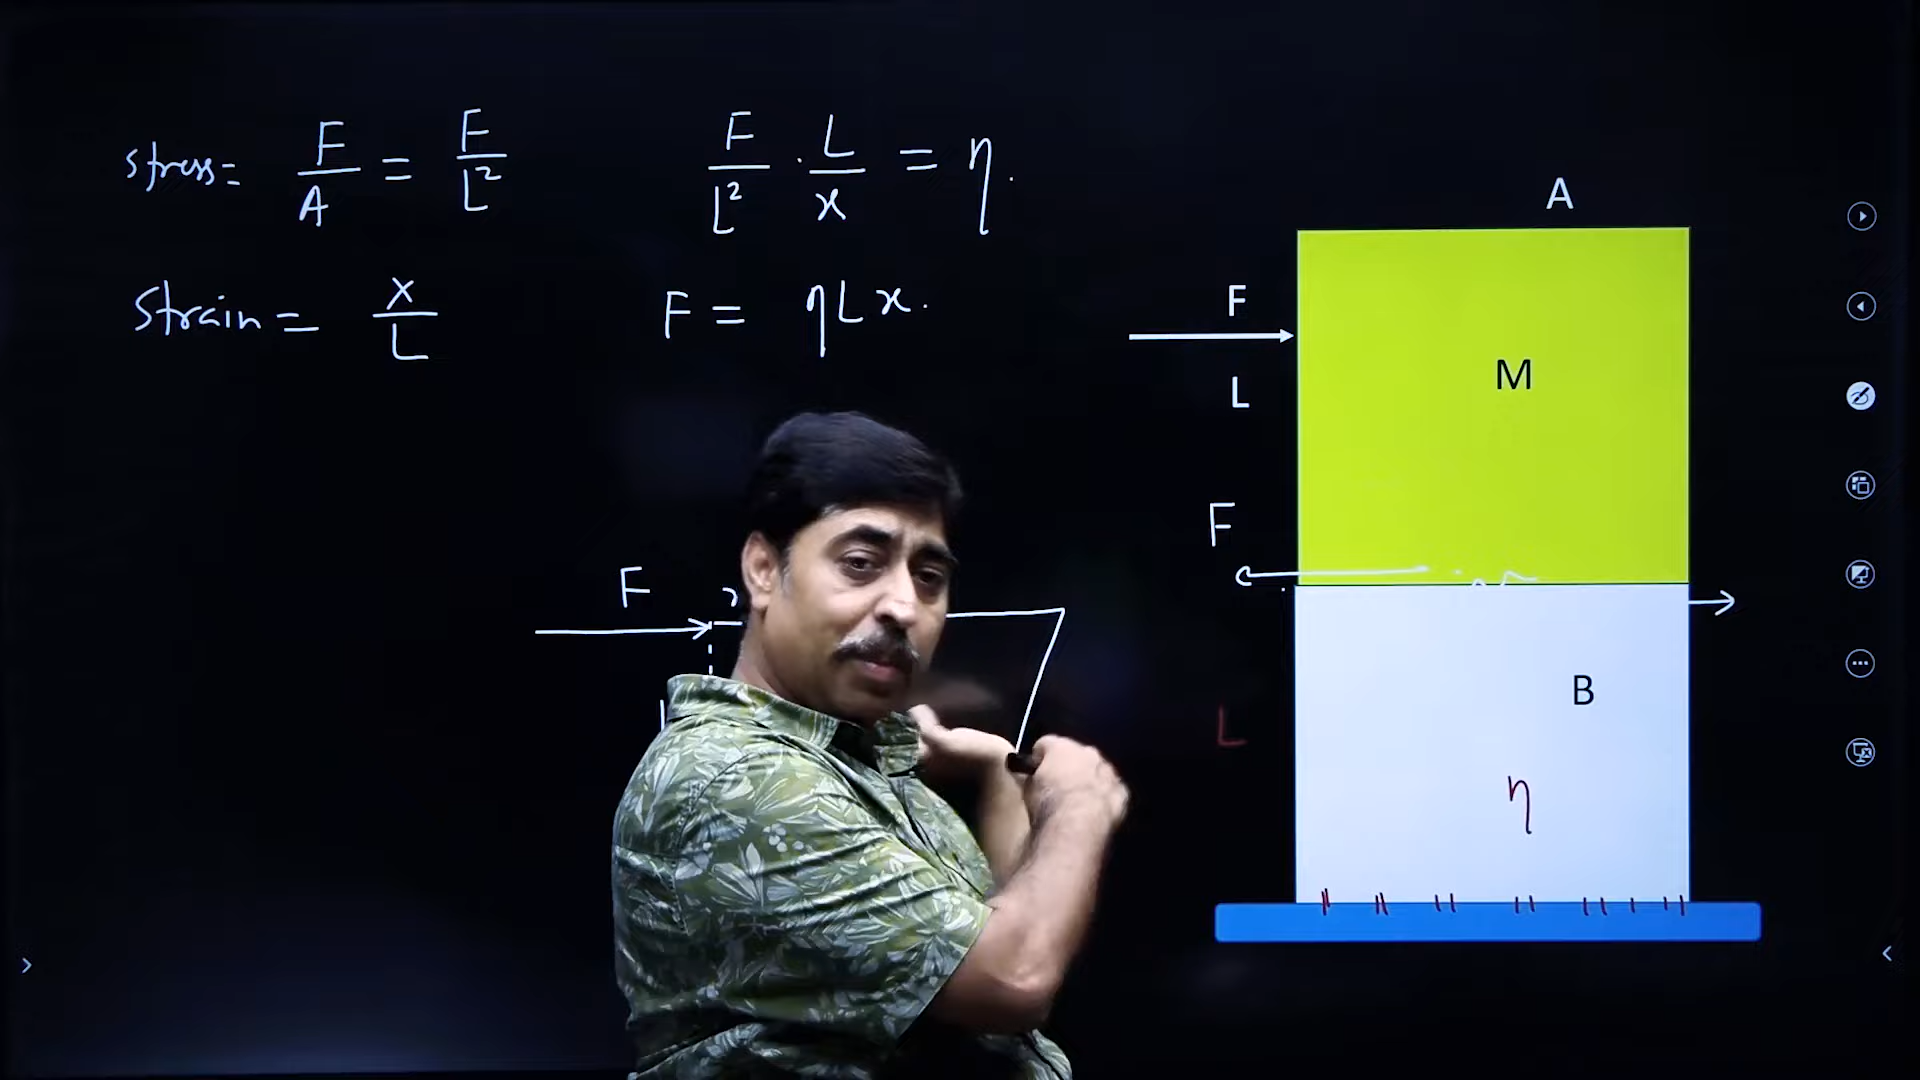 stress = F/A = F/L²
F/L² · L/x = η.
Strain = x/L
F = ηLx.
A
F
L
M
F
F
B
L
η